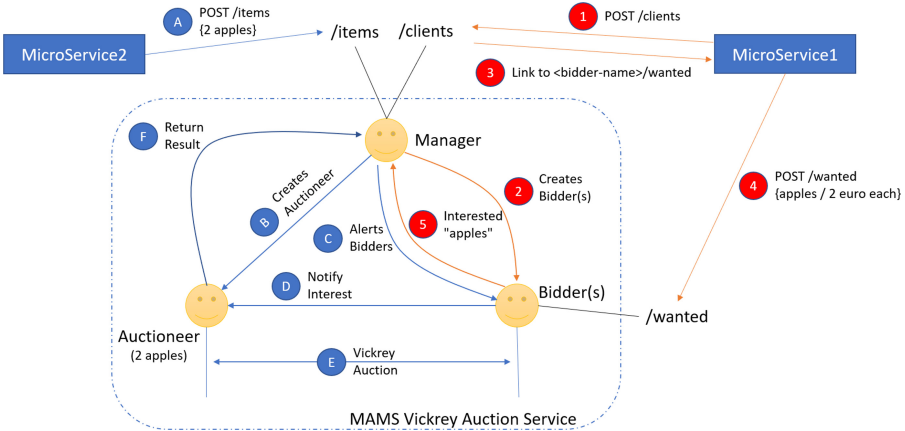 A
POST /items
{2 apples}
/items
/clients
1
POST /clients
MicroService2
MicroService1
3
Link to <bidder-name>/wanted
F
Return
Result
Manager
B
Creates
Auctioneer
2
Creates
Bidder(s)
4
POST /wanted
{apples / 2 euro each}
C
Alerts
Bidders
5
Interested
"apples"
D
Notify
Interest
Bidder(s)
/wanted
Auctioneer
(2 apples)
E
Vickrey
Auction
MAMS Vickrey Auction Service